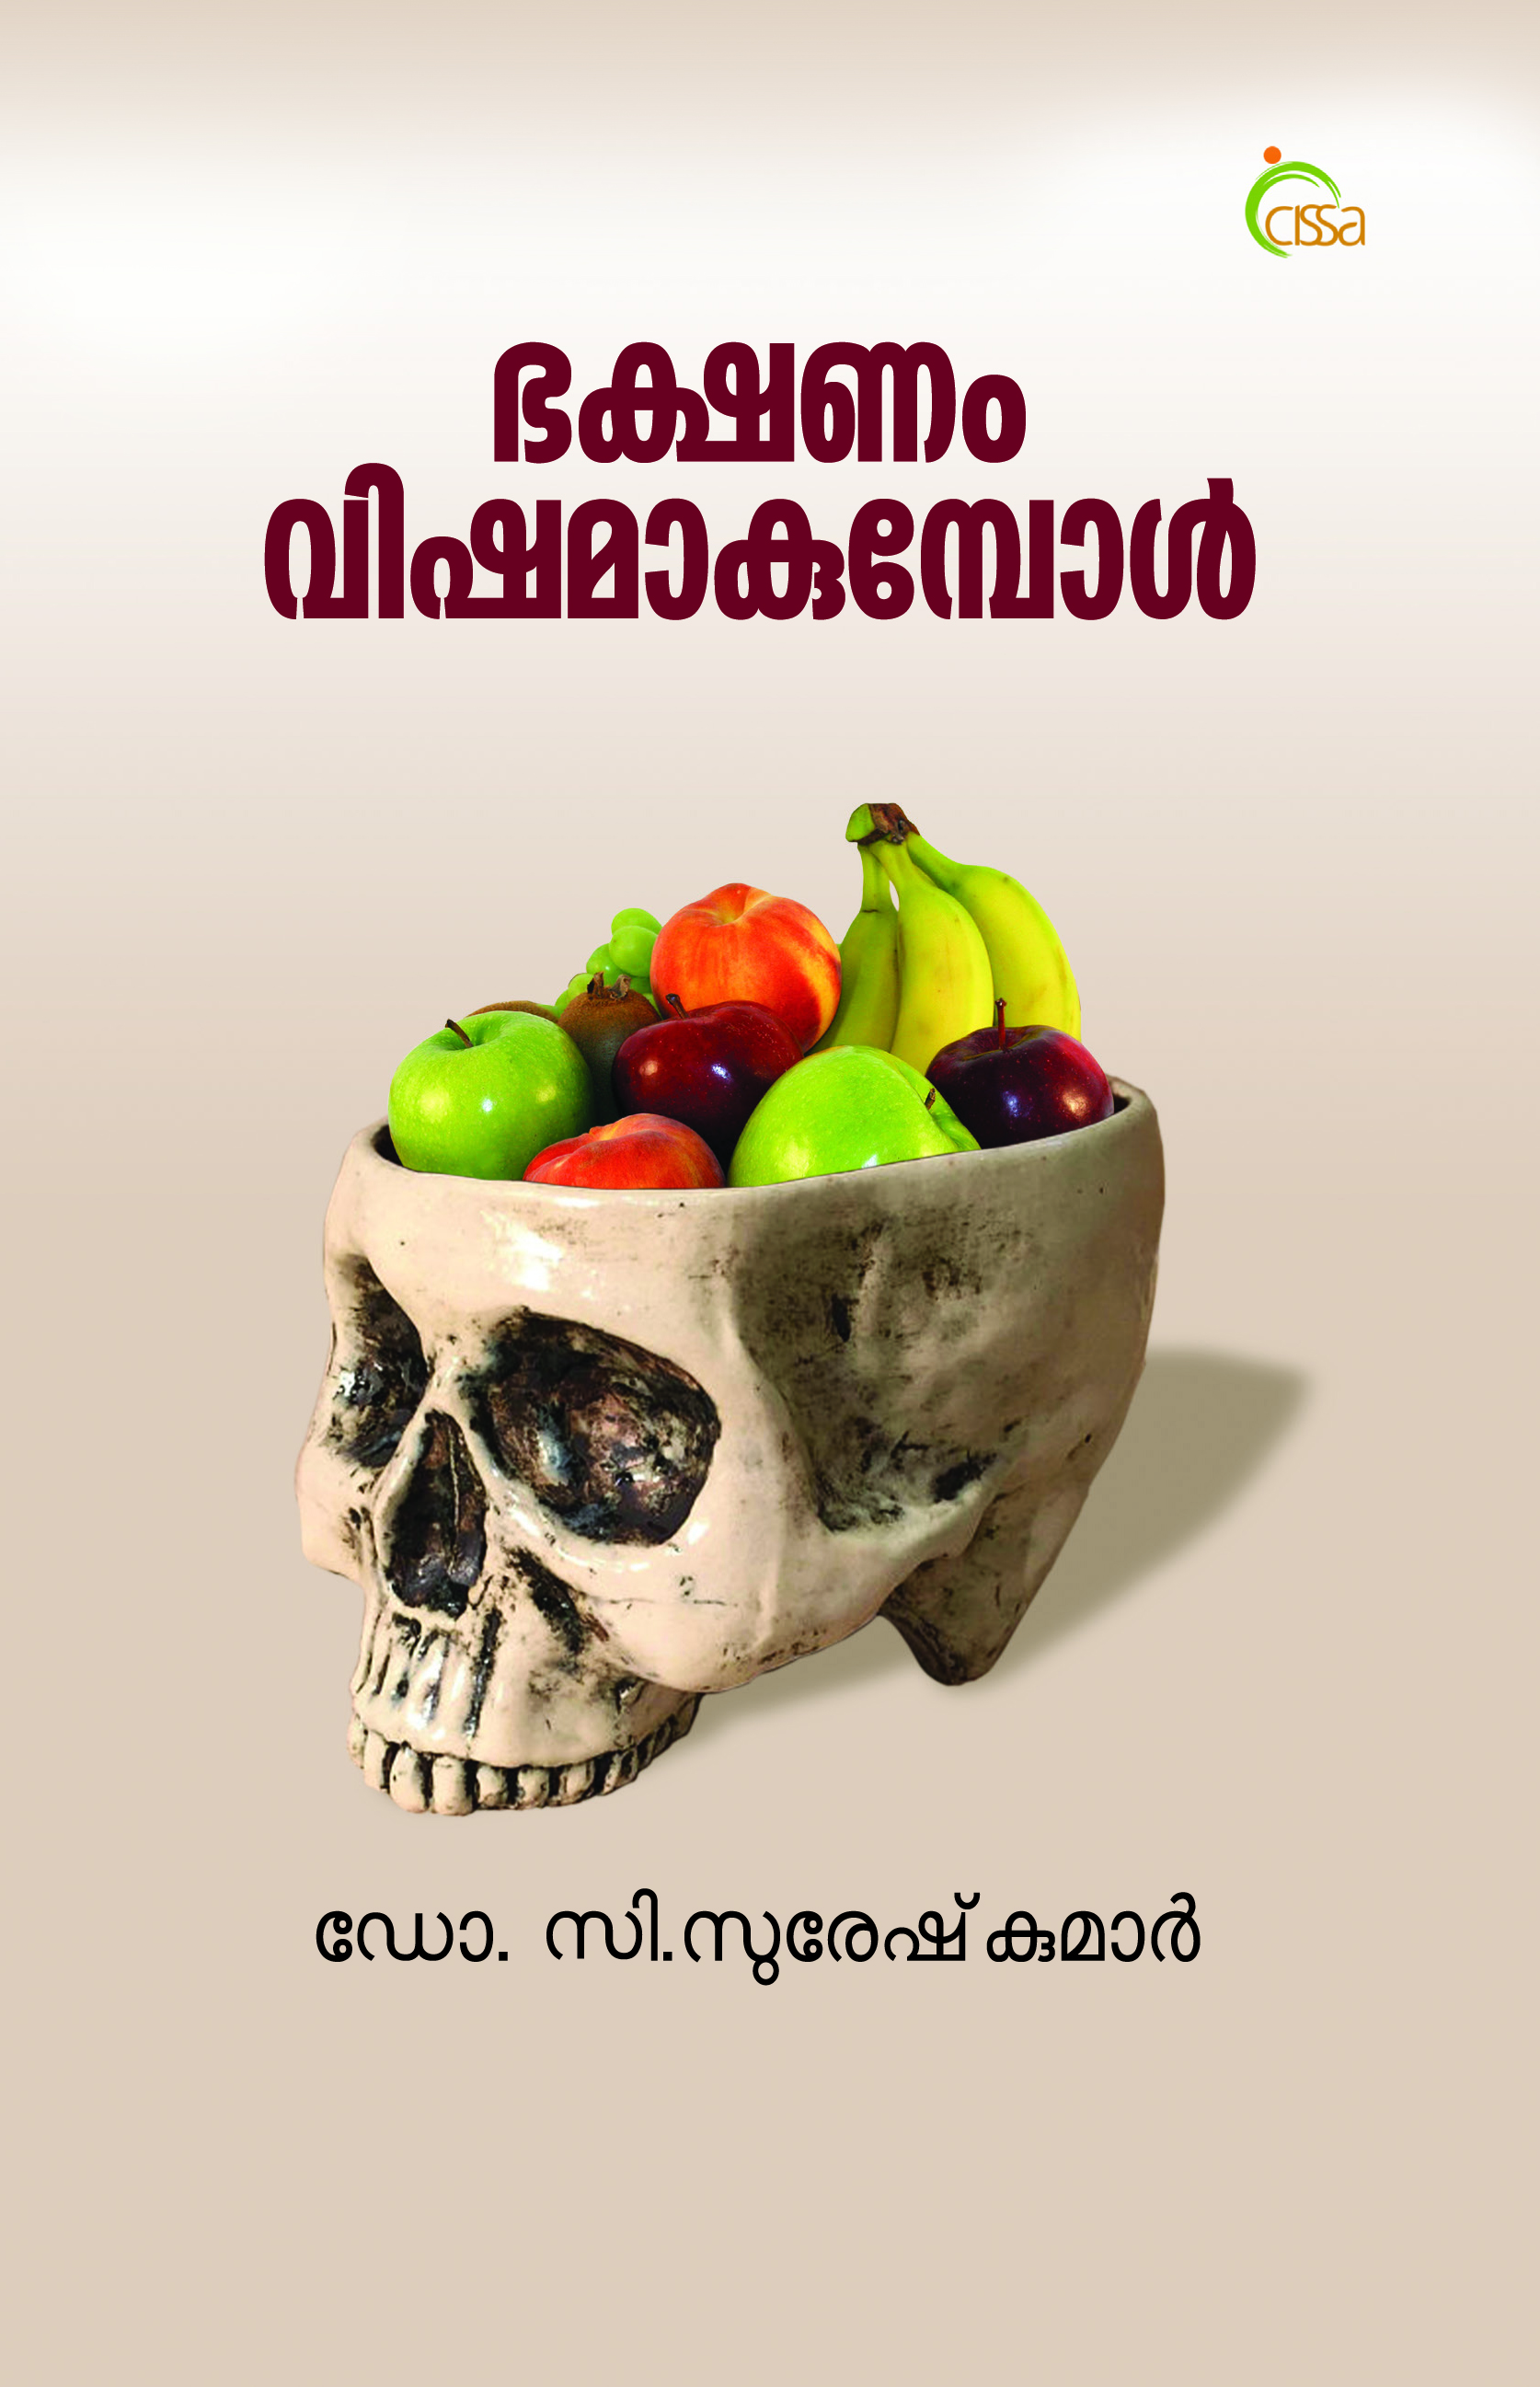 cissa
ഭക്ഷണം
വിഷമാകുമ്പോൾ
ഡോ. സി.സുരേഷ് കുമാർ